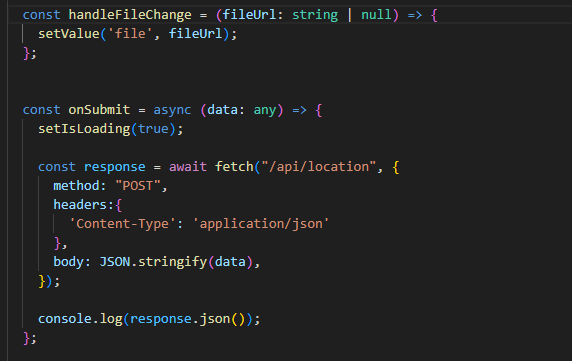 const handleFileChange = (fileUrl: string | null) => {
setValue('file', fileUrl);
};
const onSubmit = async (data: any) => {
setIsLoading(true);
const response = await fetch("/api/location", {
method: "POST",
headers:{
'Content-Type': 'application/json'
},
body: JSON.stringify(data),
});
console.log(response.json());
};